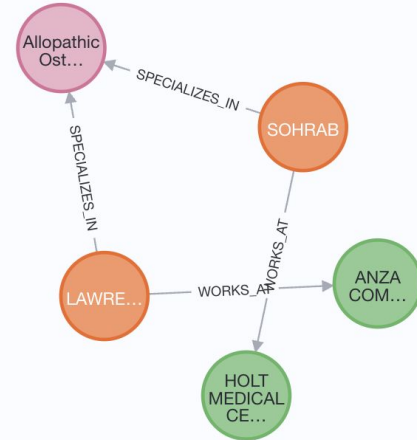 Allopathic
Ost...
SPECIALIZES_IN
SOHRAB
SPECIALIZES_IN
WORKS_AT
ANZA
COM...
WORKS_AT
LAWRE...
HOLT
MEDICAL
CE...